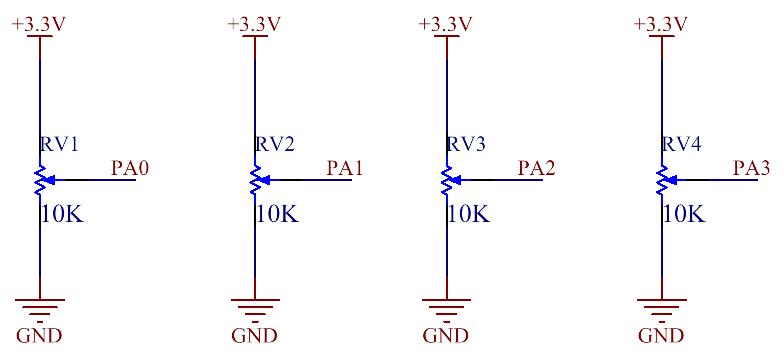 +3.3V +3.3V +3.3V +3.3V
RV1 RV2 RV3 RV4
PA0 PA1 PA2 PA3
10K 10K 10K 10K
GND GND GND GND